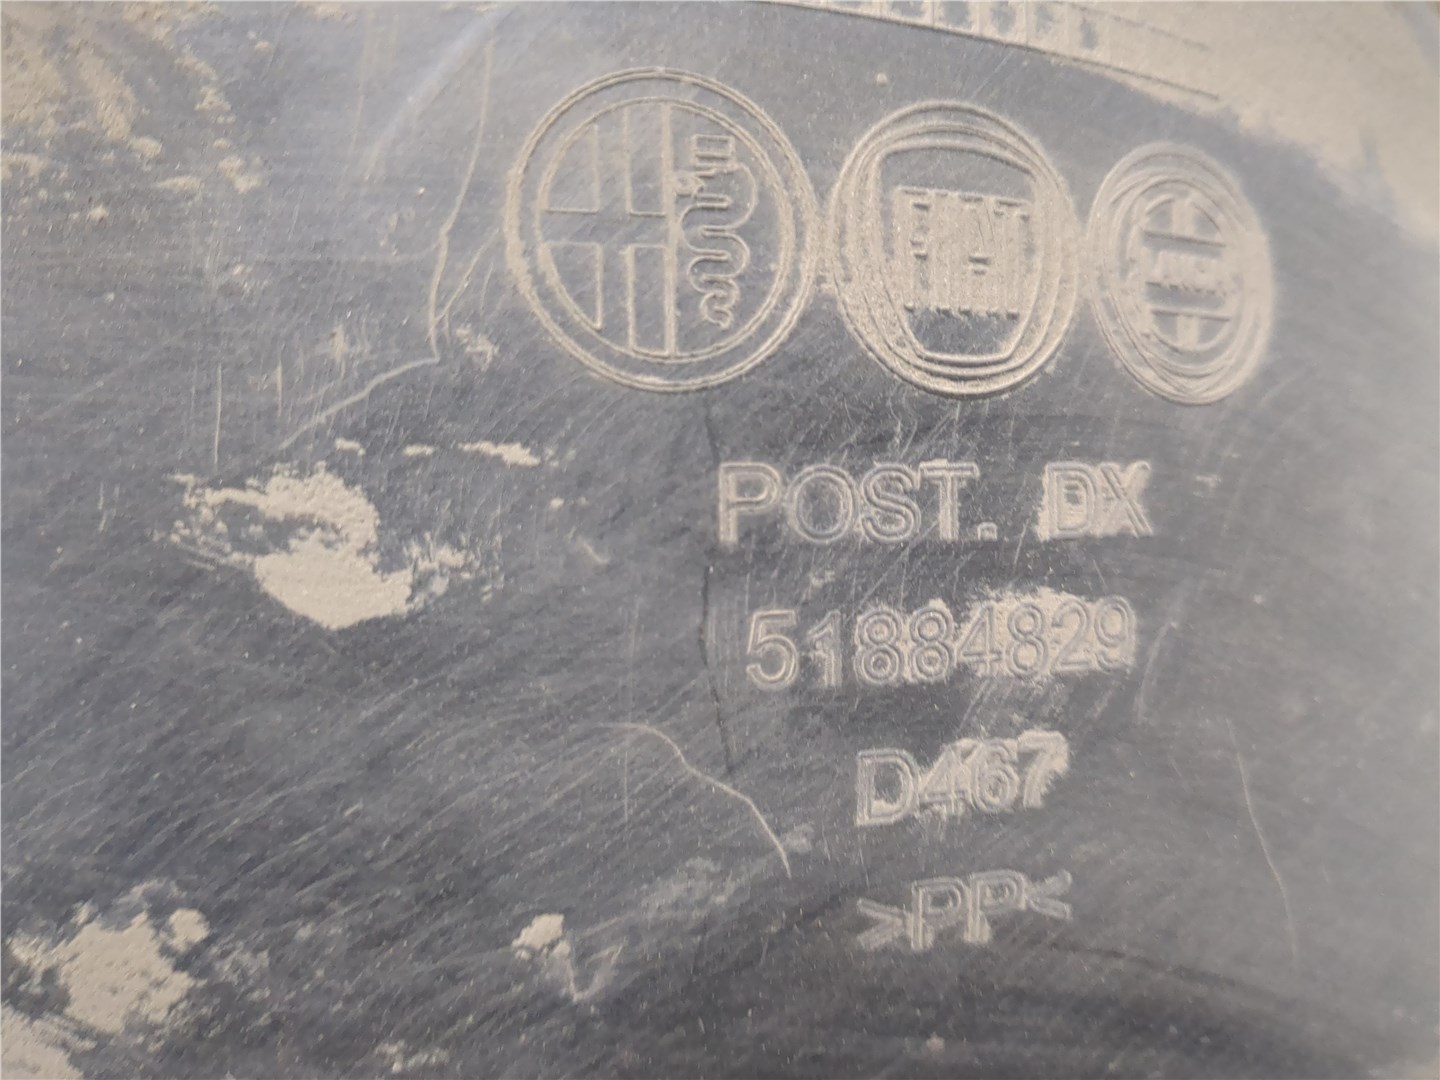 FIAT
POST. DX
51884829
D467
>PP<